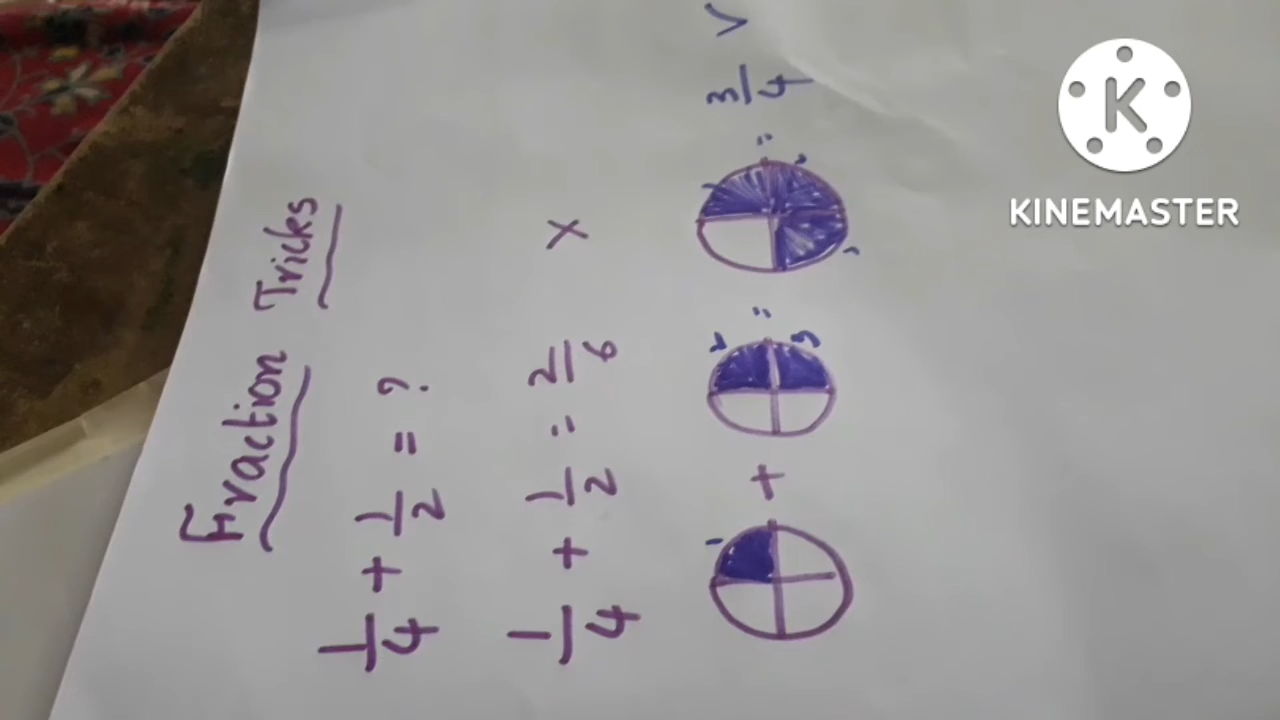 Fraction Tricks
1/4 + 1/2 = ?
1/4 + 1/2 = 2/6 ×
+ = = 3/4 ✓
KINEMASTER